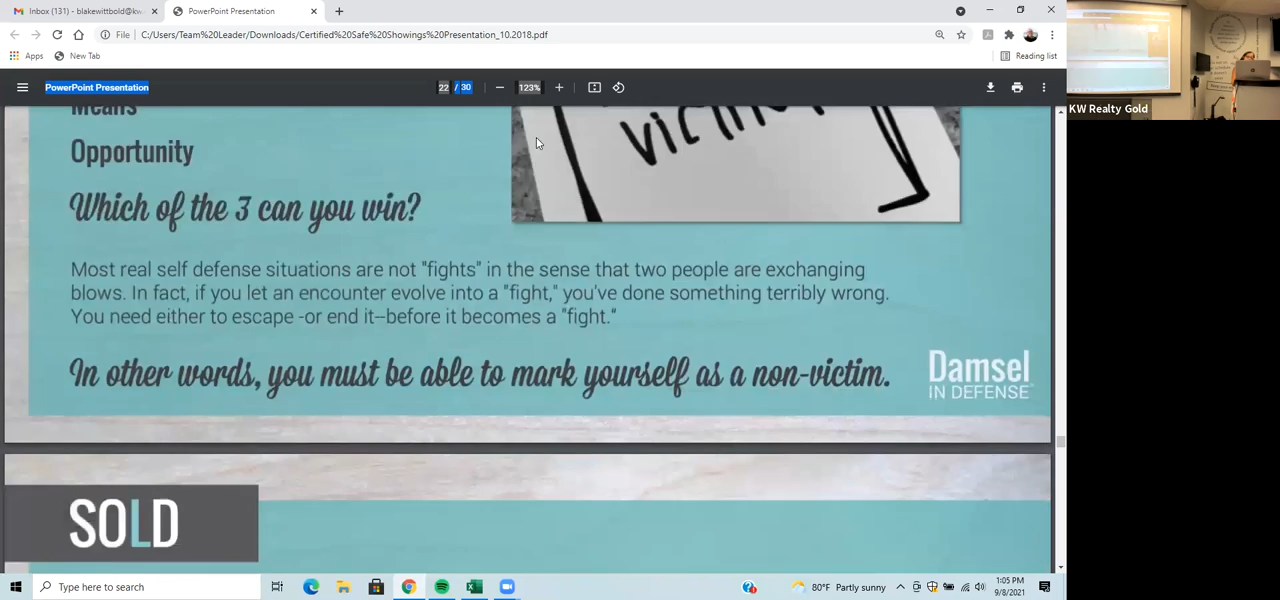 Inbox (131) - blakewittbold@kw
PowerPoint Presentation
File
C:/Users/Team%20Leader/Downloads/Certified%20Safe%20Showings%20Presentation_10.2018.pdf
Apps
New Tab
Reading list
PowerPoint Presentation
22 / 30
123%
KW Realty Gold
Means
victim
Opportunity
Which of the 3 can you win?
Most real self defense situations are not "fights" in the sense that two people are exchanging
blows. In fact, if you let an encounter evolve into a "fight," you've done something terribly wrong.
You need either to escape -or end it--before it becomes a "fight."
In other words, you must be able to mark yourself as a non-victim.
Damsel
IN DEFENSE
SOLD
Type here to search
80°F Partly sunny
1:05 PM
9/8/2021